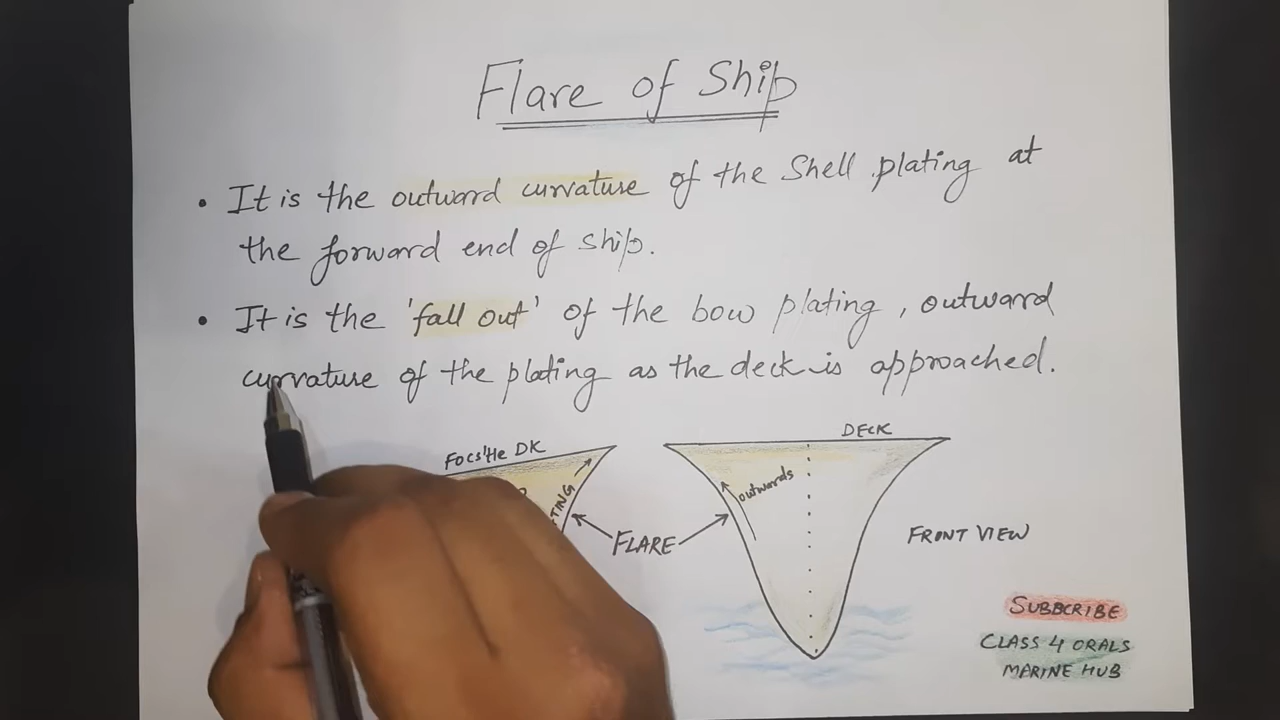 Flare of Ship
• It is the outward curvature of the Shell plating at
the forward end of ship.
• It is the 'fall out' of the bow plating, outward
curvature of the plating as the deck is approached.
FOCS'tle DK
DECK
outwards
FLARE
FRONT VIEW
SUBBCRIBE
CLASS 4 ORALS
MARINE HUB